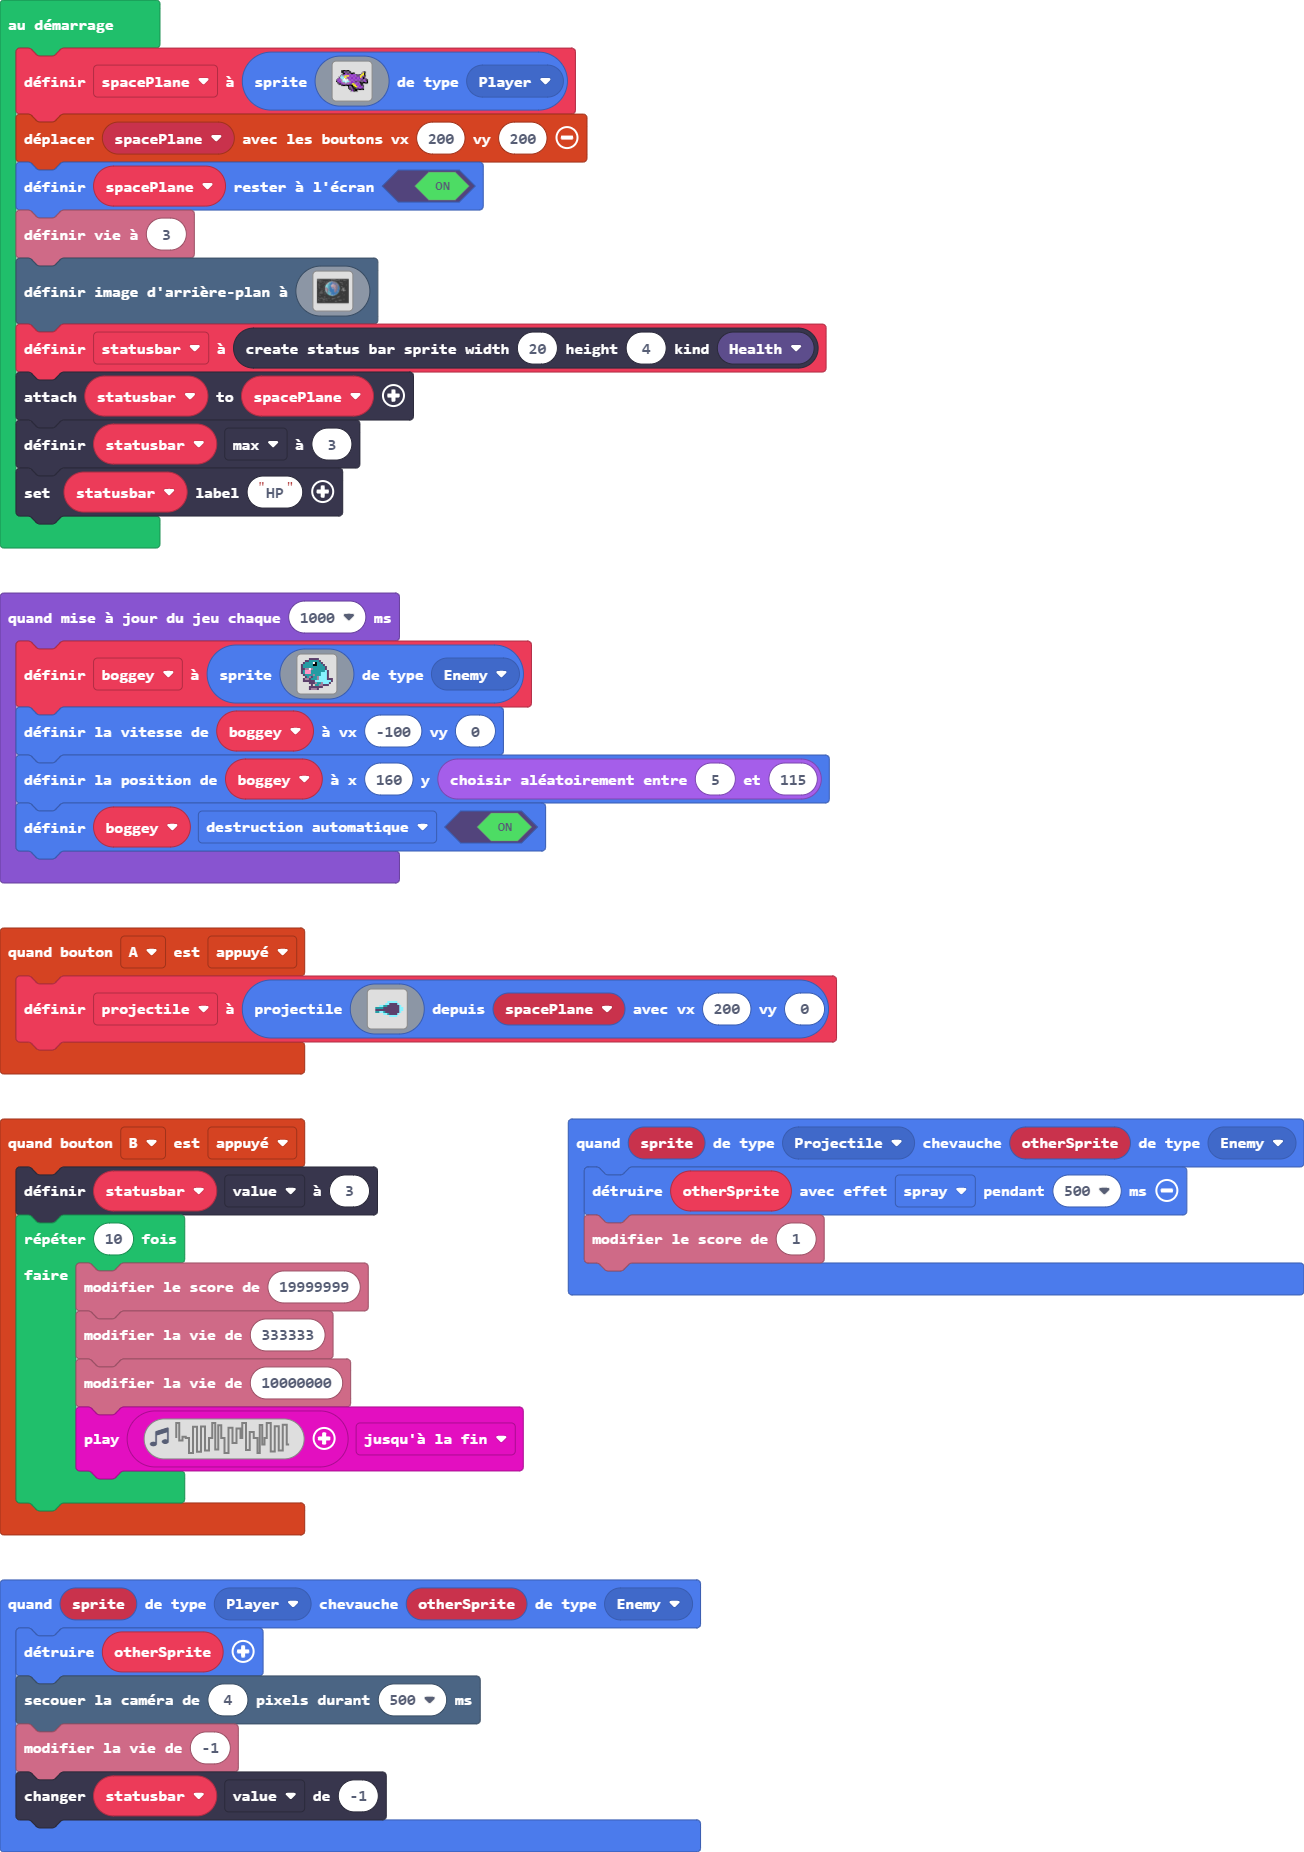 au démarrage
définir spacePlane à sprite de type Player
déplacer spacePlane avec les boutons vx 200 vy 200
définir spacePlane rester à l'écran ON
définir vie à 3
définir image d'arrière-plan à
définir statusbar à create status bar sprite width 20 height 4 kind Health
attach statusbar to spacePlane
définir statusbar max à 3
set statusbar label "HP"
quand mise à jour du jeu chaque 1000 ms
définir boggey à sprite de type Enemy
définir la vitesse de boggey à vx -100 vy 0
définir la position de boggey à x 160 y choisir aléatoirement entre 5 et 115
définir boggey destruction automatique ON
quand bouton A est appuyé
définir projectile à projectile depuis spacePlane avec vx 200 vy 0
quand bouton B est appuyé
définir statusbar value à 3
répéter 10 fois
faire
modifier le score de 19999999
modifier la vie de 333333
modifier la vie de 10000000
play jusqu'à la fin
quand sprite de type Projectile chevauche otherSprite de type Enemy
détruire otherSprite avec effet spray pendant 500 ms
modifier le score de 1
quand sprite de type Player chevauche otherSprite de type Enemy
détruire otherSprite
secouer la caméra de 4 pixels durant 500 ms
modifier la vie de -1
changer statusbar value de -1